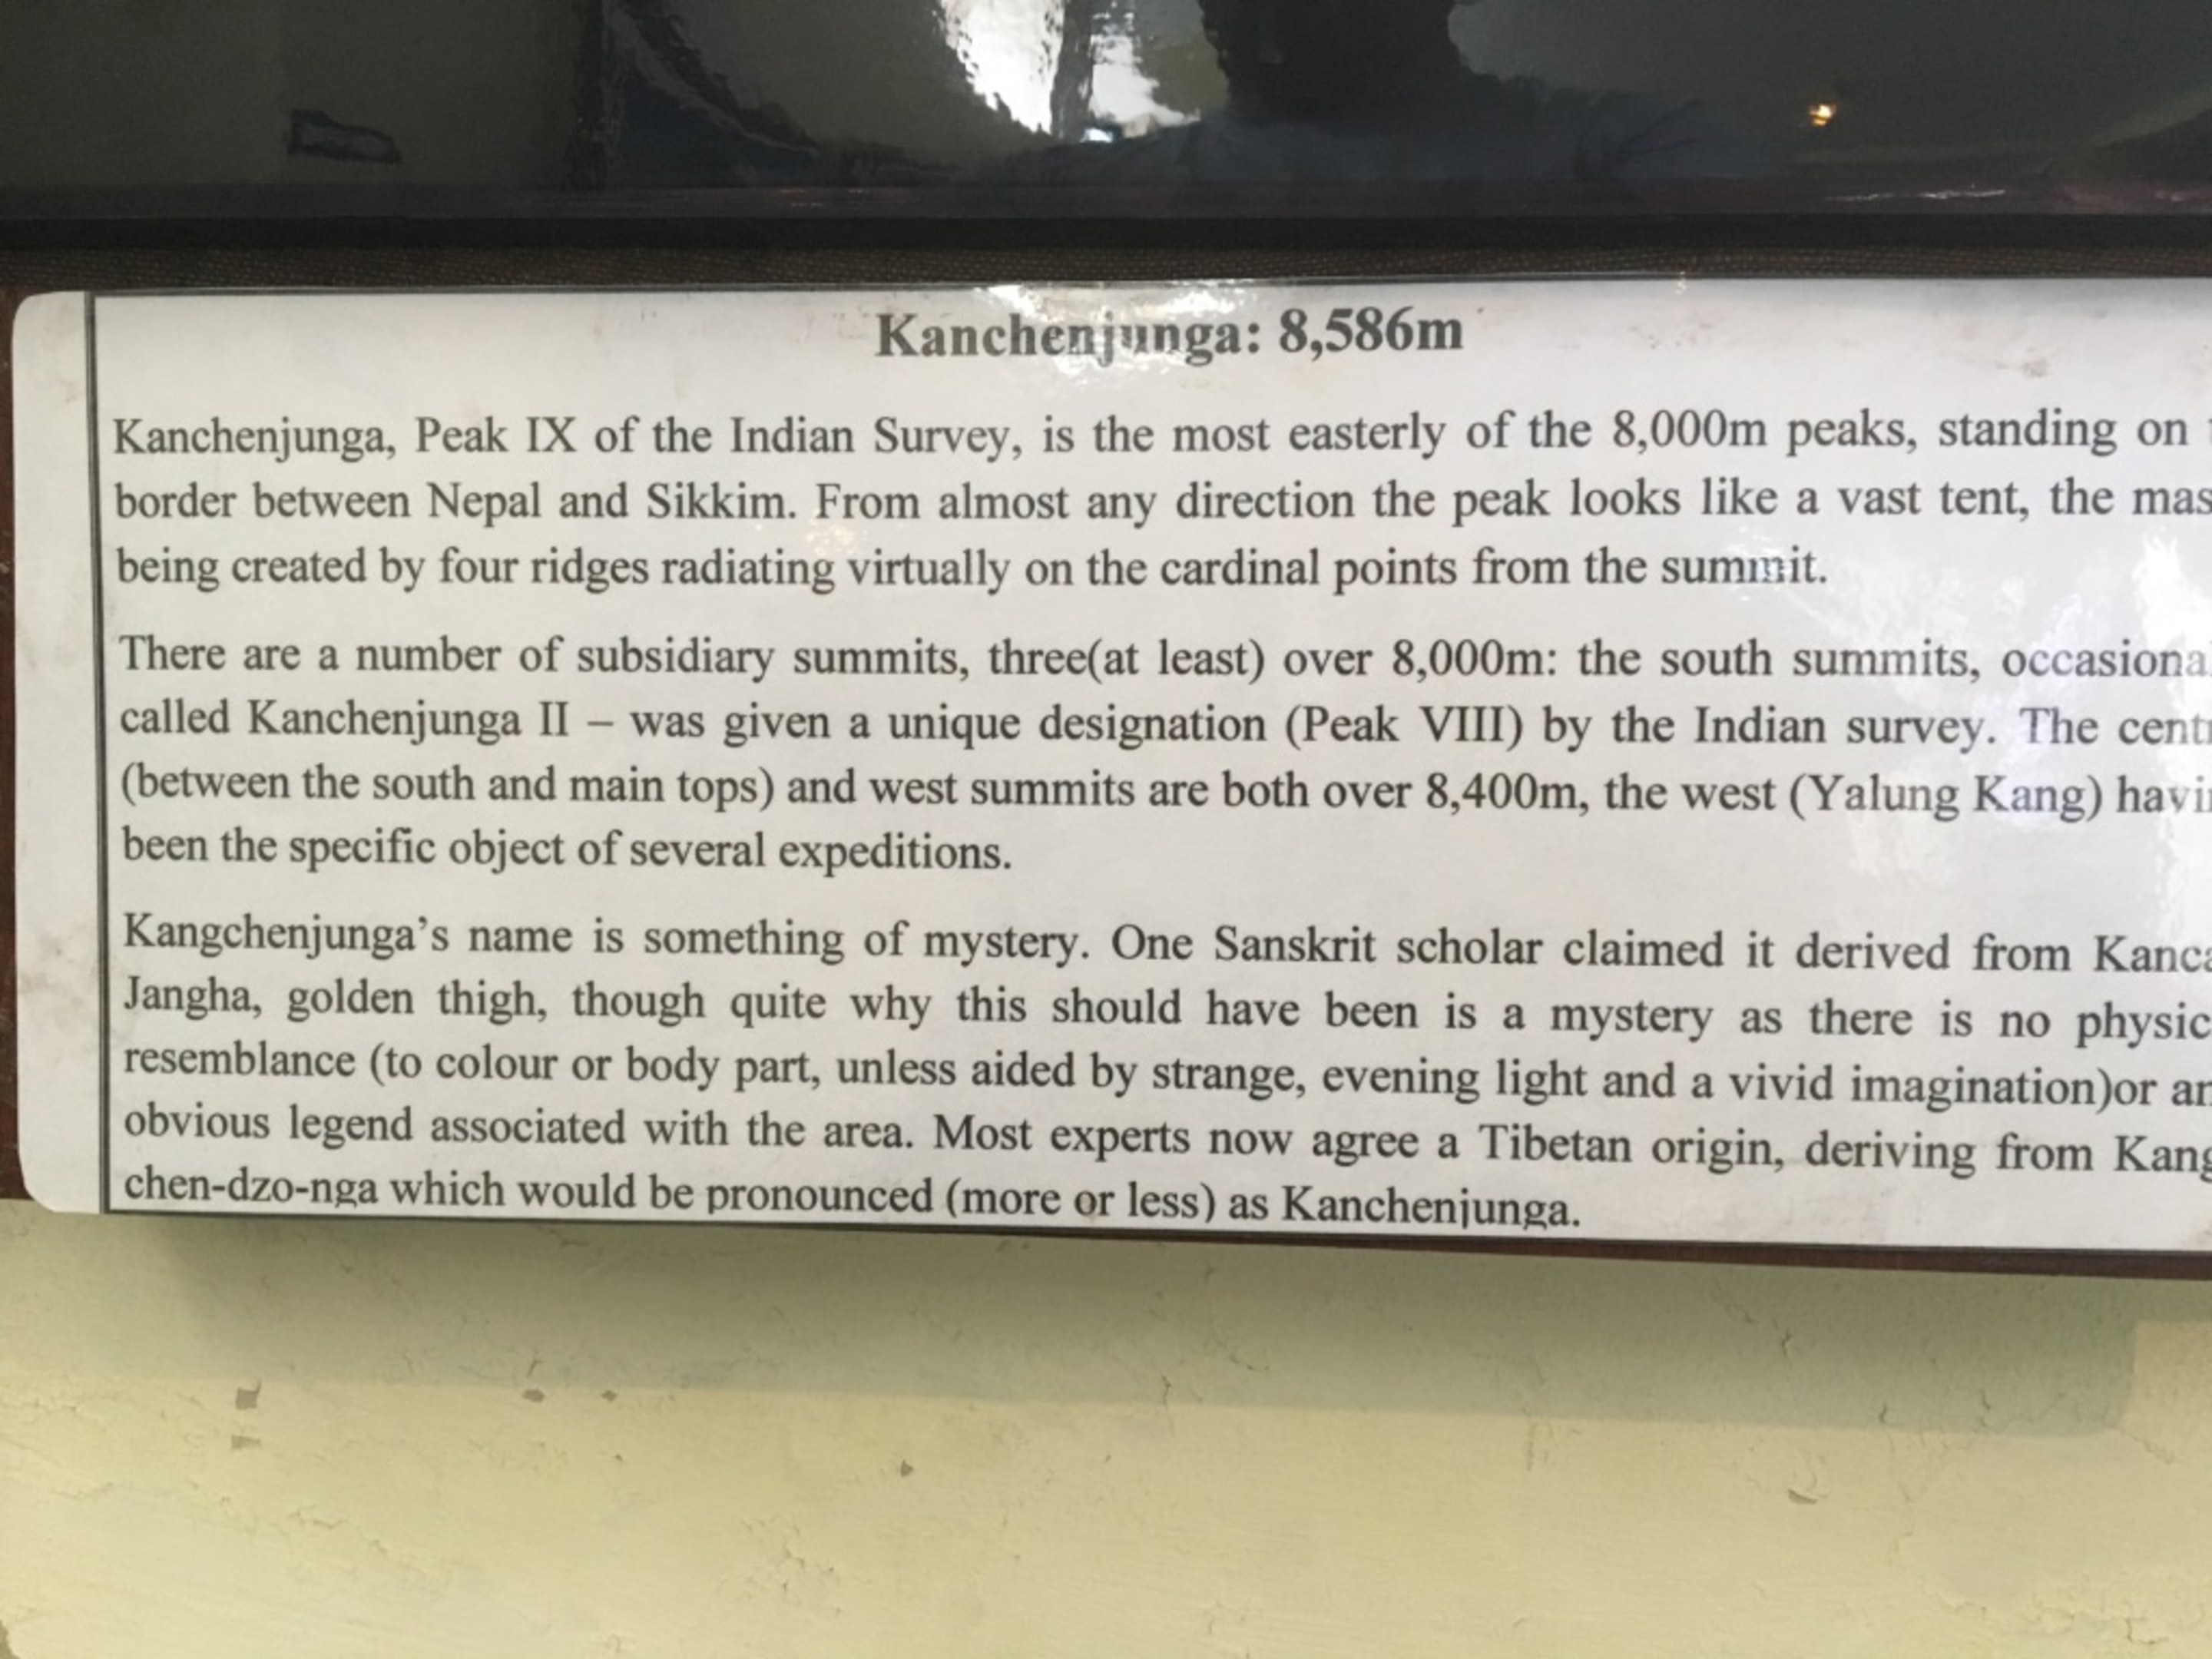 Kanchenjunga: 8,586m
Kanchenjunga, Peak IX of the Indian Survey, is the most easterly of the 8,000m peaks, standing on
border between Nepal and Sikkim. From almost any direction the peak looks like a vast tent, the
being created by four ridges radiating virtually on the cardinal points from the summit.
There are a number of subsidiary summits, three(at least) over 8,000m: the south summits,
called Kanchenjunga II – was given a unique designation (Peak VIII) by the Indian survey. The
(between the south and main tops) and west summits are both over 8,400m, the west (Yalung Kang)
been the specific object of several expeditions.
Kangchenjunga's name is something of mystery. One Sanskrit scholar claimed it derived from
Jangha, golden thigh, though quite why this should have been is a mystery as there is no
resemblance (to colour or body part, unless aided by strange, evening light and a vivid imagination)or
obvious legend associated with the area. Most experts now agree a Tibetan origin, deriving from
chen-dzo-nga which would be pronounced (more or less) as Kanchenjunga.